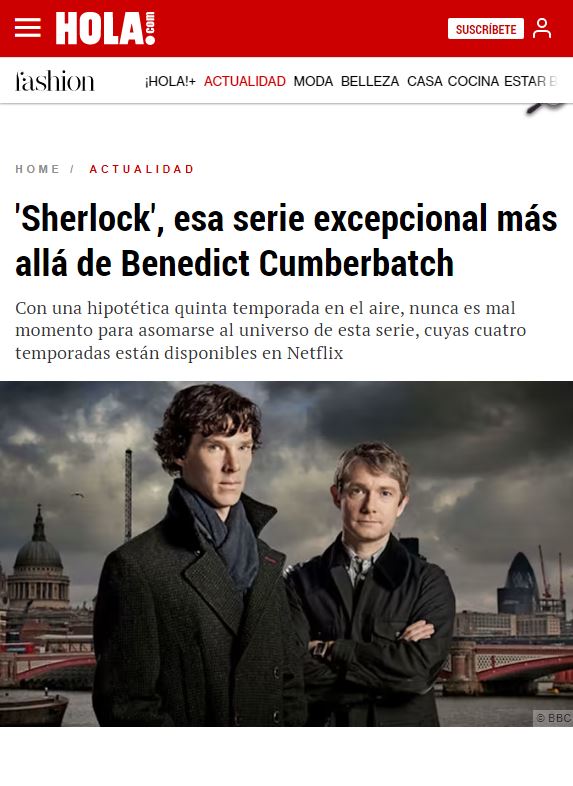 HOLA!.com
SUSCRÍBETE
fashion
¡HOLA!+ ACTUALIDAD MODA BELLEZA CASA COCINA ESTAR B
HOME / ACTUALIDAD
'Sherlock', esa serie excepcional más
allá de Benedict Cumberbatch
Con una hipotética quinta temporada en el aire, nunca es mal
momento para asomarse al universo de esta serie, cuyas cuatro
temporadas están disponibles en Netflix
© BBC